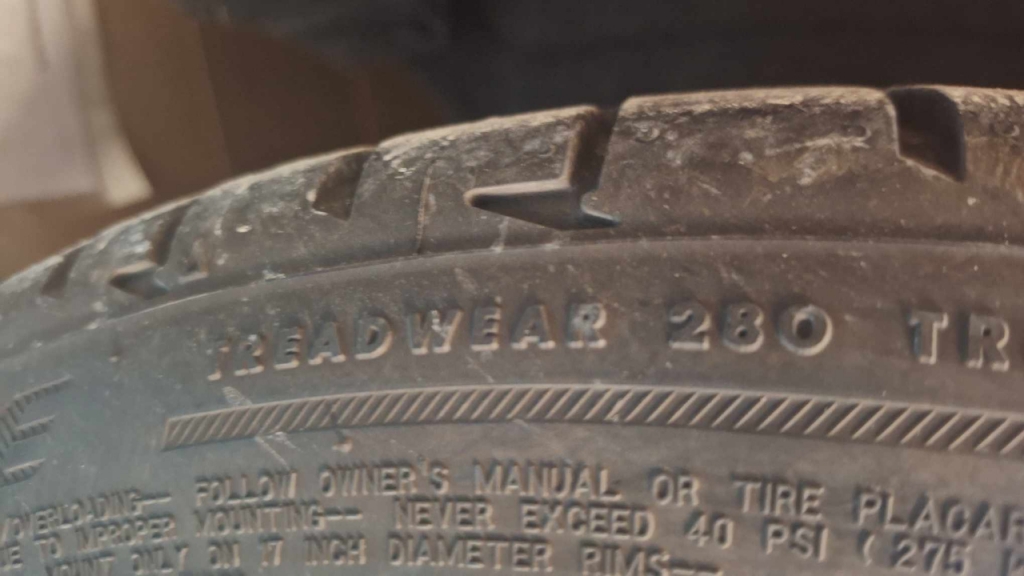 TREADWEAR 280 TR
OVERLOADING— FOLLOW OWNER'S MANUAL OR TIRE PLACAR
TO IMPROPER MOUNTING— NEVER EXCEED 40 PSI (275
MOUNT ONLY ON 17 INCH DIAMETER RIMS—